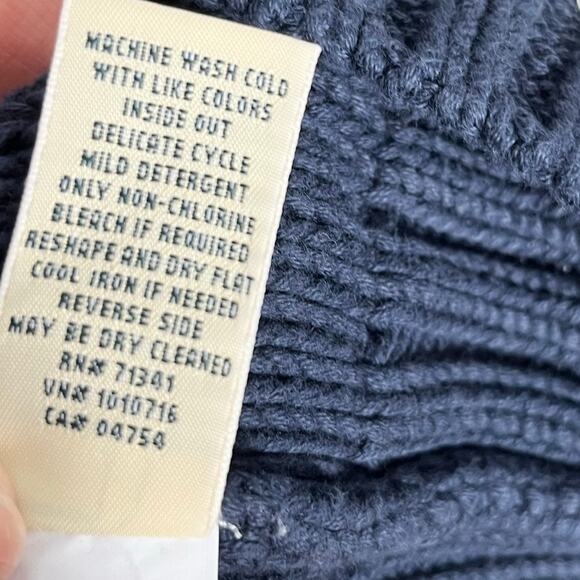 MACHINE WASH COLD
WITH LIKE COLORS
INSIDE OUT
DELICATE CYCLE
MILD DETERGENT
ONLY NON-CHLORINE
BLEACH IF REQUIRED
RESHAPE AND DRY FLAT
COOL IRON IF NEEDED
REVERSE SIDE
MAY BE DRY CLEANED
RN# 71341
VN# 1010716
CA# 04754